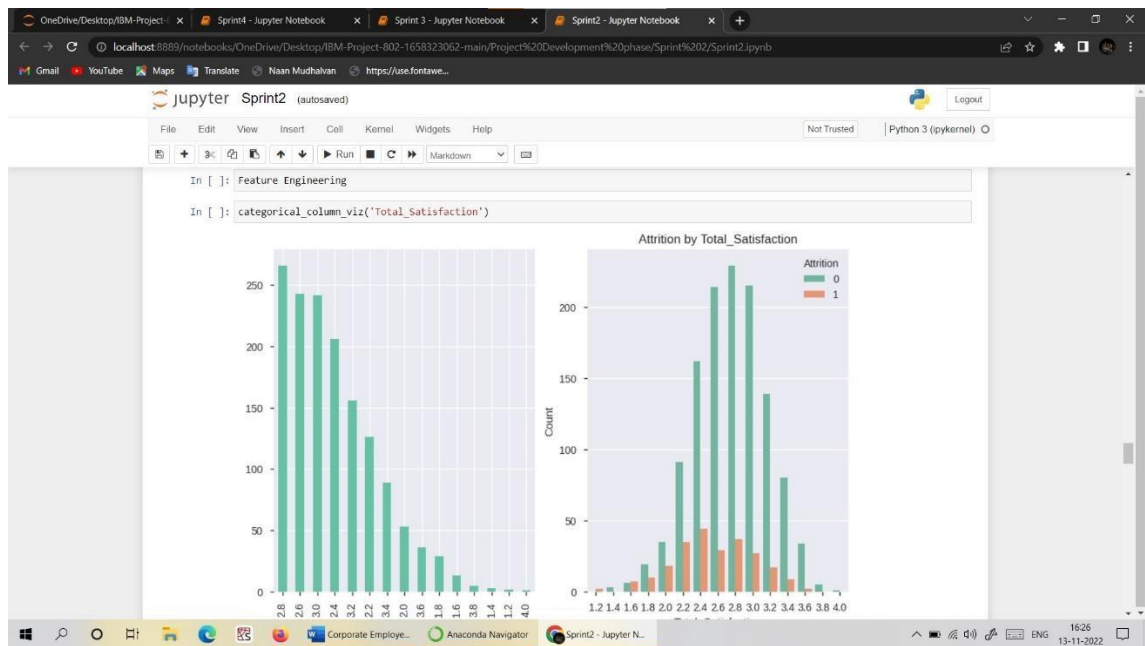 OneDrive/Desktop/IBM-Project-
Sprint4 - Jupyter Notebook
Sprint 3 - Jupyter Notebook
Sprint2 - Jupyter Notebook
localhost:8889/notebooks/OneDrive/Desktop/IBM-Project-802-1658323062-main/Project%20Development%20phase/Sprint%202/Sprint2.ipynb
Gmail YouTube Maps Translate Naan Mudhalvan https://use.fontawe...
jupyter Sprint2 (autosaved)
Logout
File Edit View Insert Cell Kernel Widgets Help
Not Trusted Python 3 (ipykernel)
Run Markdown
In [ ]: Feature Engineering
In [ ]: categorical_column_viz('Total_Satisfaction')
250
200
150
100
50
0
2.8 2.6 3.0 2.4 3.2 2.2 3.4 2.0 3.6 1.8 1.6 3.8 1.4 1.2 4.0
Attrition by Total_Satisfaction
Attrition
0
1
Count
200
150
100
50
0
1.2 1.4 1.6 1.8 2.0 2.2 2.4 2.6 2.8 3.0 3.2 3.4 3.6 3.8 4.0
Corporate Employe... Anaconda Navigator Sprint2 - Jupyter N...
ENG
16:26
13-11-2022